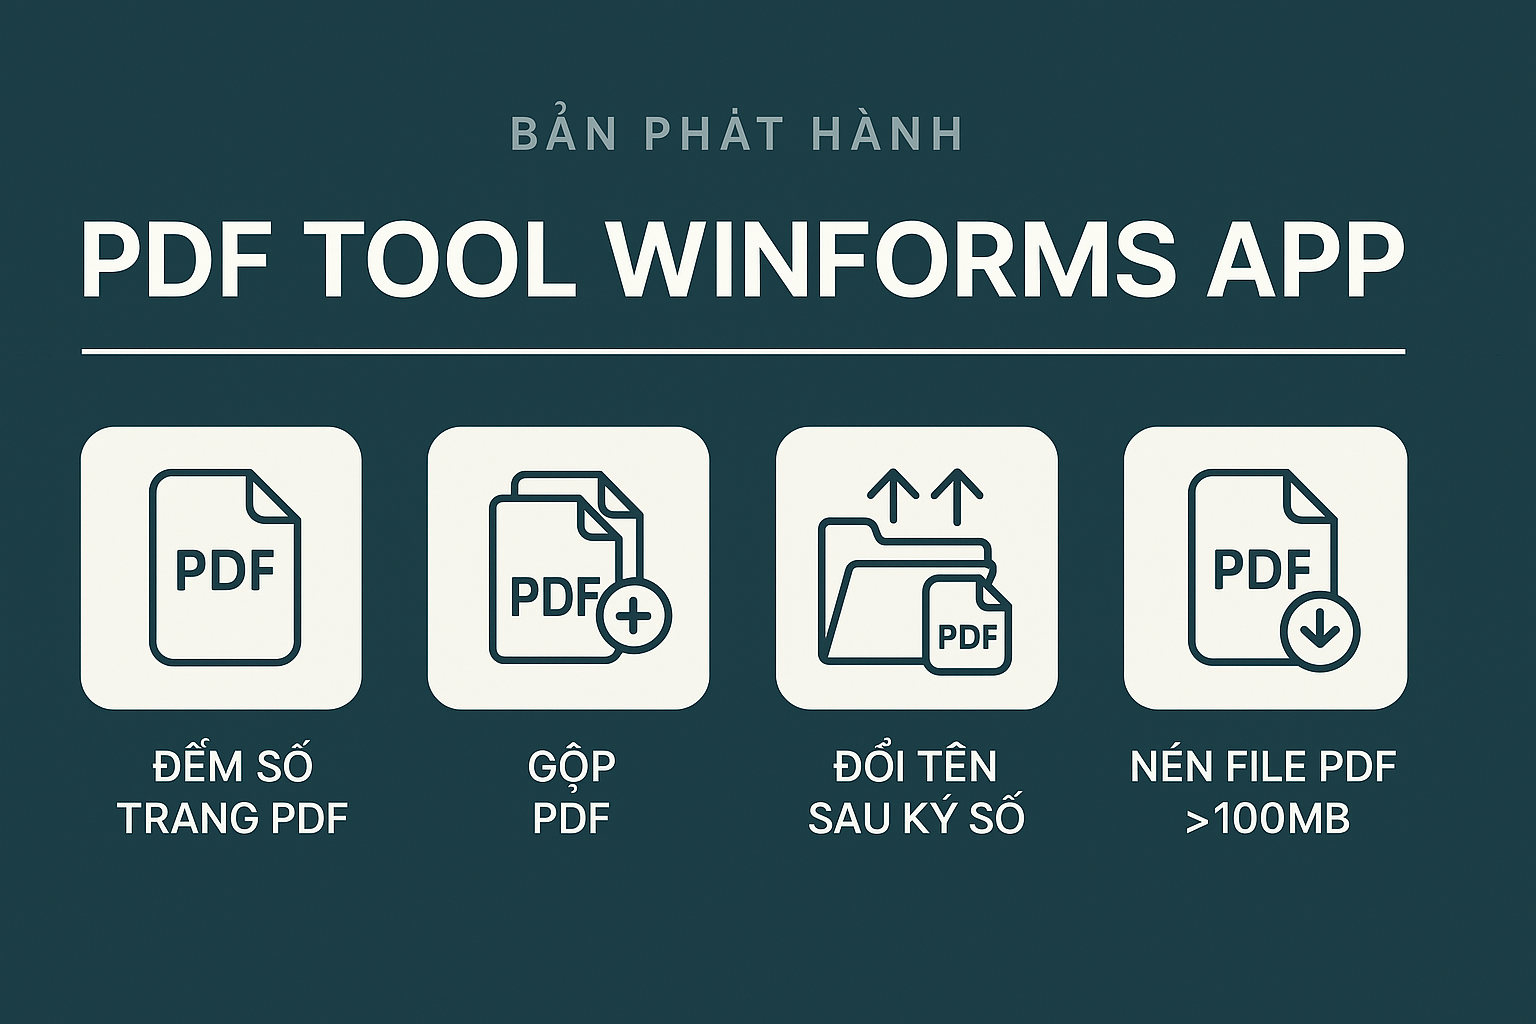 BẢN PHȦT HÀNH
PDF TOOL WINFORMS APP
PDF
PDF
PDF
PDF
ĐẾM SỐ
TRANG PDF
GỘP
PDF
ĐỔI TÊN
SAU KÝ SỐ
NÉN FILE PDF
>100MB